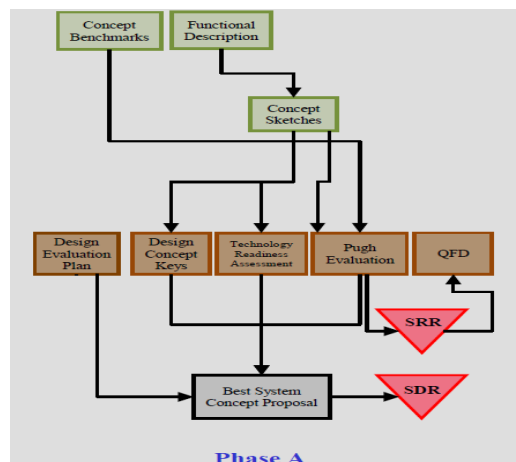 Concept
Benchmarks
Functional
Description
Concept
Sketches
Design
Evaluation
Plan
Design
Concept
Keys
Technology
Readiness
Assessment
Pugh
Evaluation
QFD
SRR
Best System
Concept Proposal
SDR
Phase A